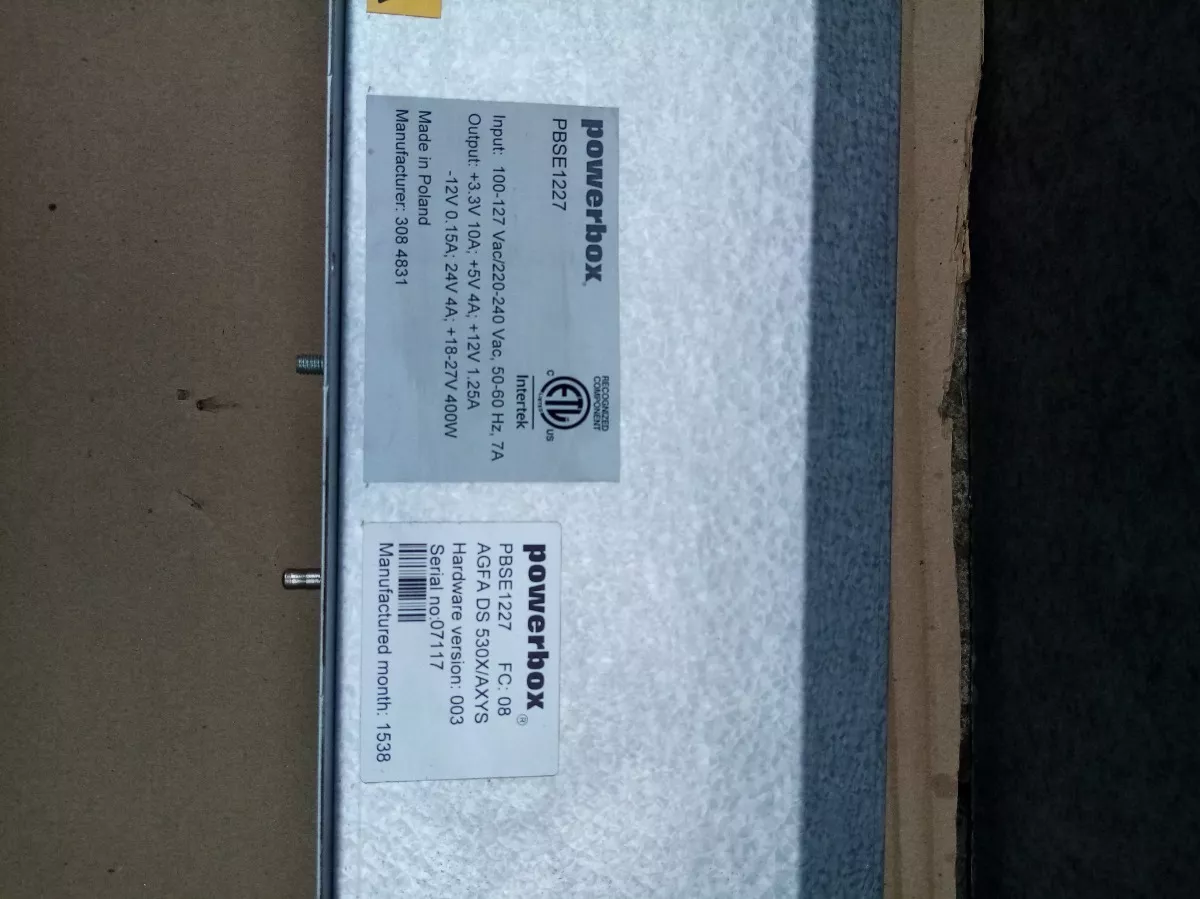 powerbox
PBSE1227
RECOGNIZED
COMPONENT
ETL
C
US
Intertek
Input: 100-127 Vac/220-240 Vac, 50-60 Hz, 7A
Output: +3.3V 10A; +5V 4A; +12V 1.25A
-12V 0.15A; 24V 4A; +18-27V 400W
Made in Poland
Manufacturer: 308 4831
powerbox®
PBSE1227 FC: 08
AGFA DS 530X/AXYS
Hardware version: 003
Serial no:07117
Manufactured month: 1538